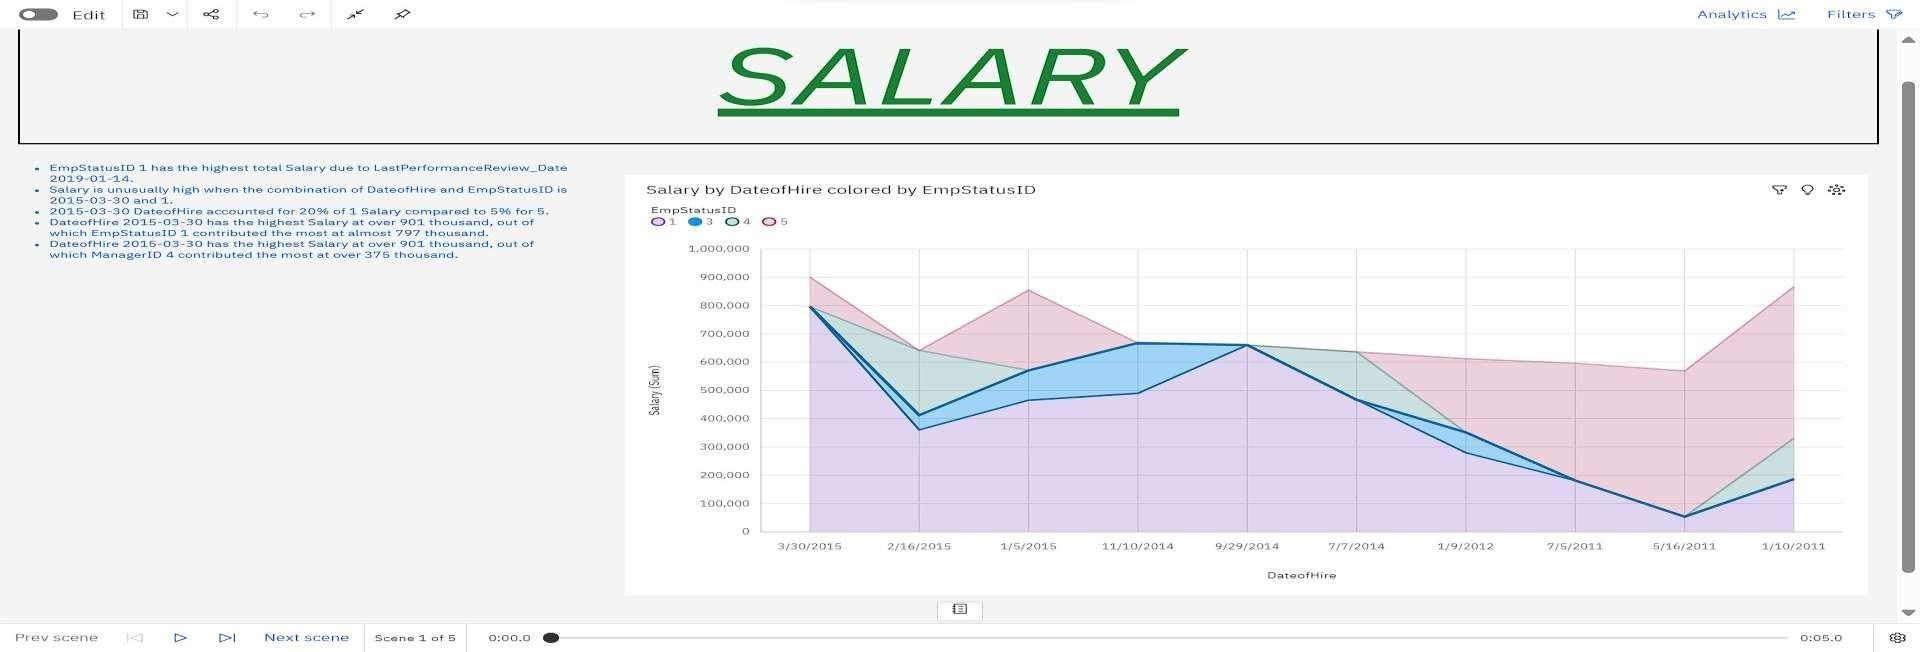 Edit
Analytics
Filters
SALARY
• EmpStatusID 1 has the highest total Salary due to LastPerformanceReview_Date
2019-01-14.
• Salary is unusually high when the combination of DateofHire and EmpStatusID is
2015-03-30 and 1.
• 2015-03-30 DateofHire accounted for 20% of 1 Salary compared to 5% for 5.
• DateofHire 2015-03-30 has the highest Salary at over 901 thousand, out of
which EmpStatusID 1 contributed the most at almost 797 thousand.
• DateofHire 2015-03-30 has the highest Salary at over 901 thousand, out of
which ManagerID 4 contributed the most at over 375 thousand.
Salary by DateofHire colored by EmpStatusID
EmpStatusID
1 3 4 5
1,000,000
900,000
800,000
700,000
600,000
500,000
400,000
300,000
200,000
100,000
0
Salary (Sum)
3/30/2015 2/16/2015 1/5/2015 11/10/2014 9/29/2014 7/7/2014 1/9/2012 7/5/2011 5/16/2011 1/10/2011
DateofHire
Prev scene
Next scene
Scene 1 of 5
0:00.0
0:05.0